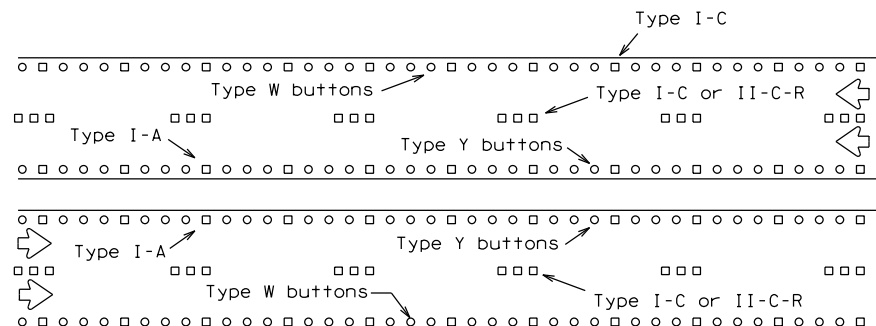 Type I-C
Type W buttons
Type I-C or II-C-R
Type I-A
Type Y buttons
Type I-A
Type Y buttons
Type W buttons
Type I-C or II-C-R